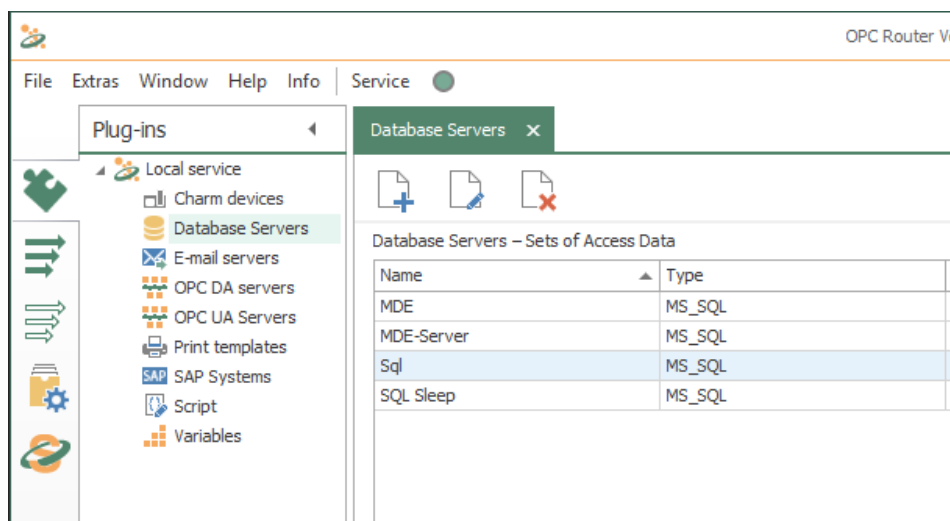 OPC Router V
File Extras Window Help Info Service
Plug-ins
Database Servers
Local service
Charm devices
Database Servers
E-mail servers
OPC DA servers
OPC UA Servers
Print templates
SAP SAP Systems
Script
Variables
Database Servers – Sets of Access Data
Name Type
MDE MS_SQL
MDE-Server MS_SQL
Sql MS_SQL
SQL Sleep MS_SQL